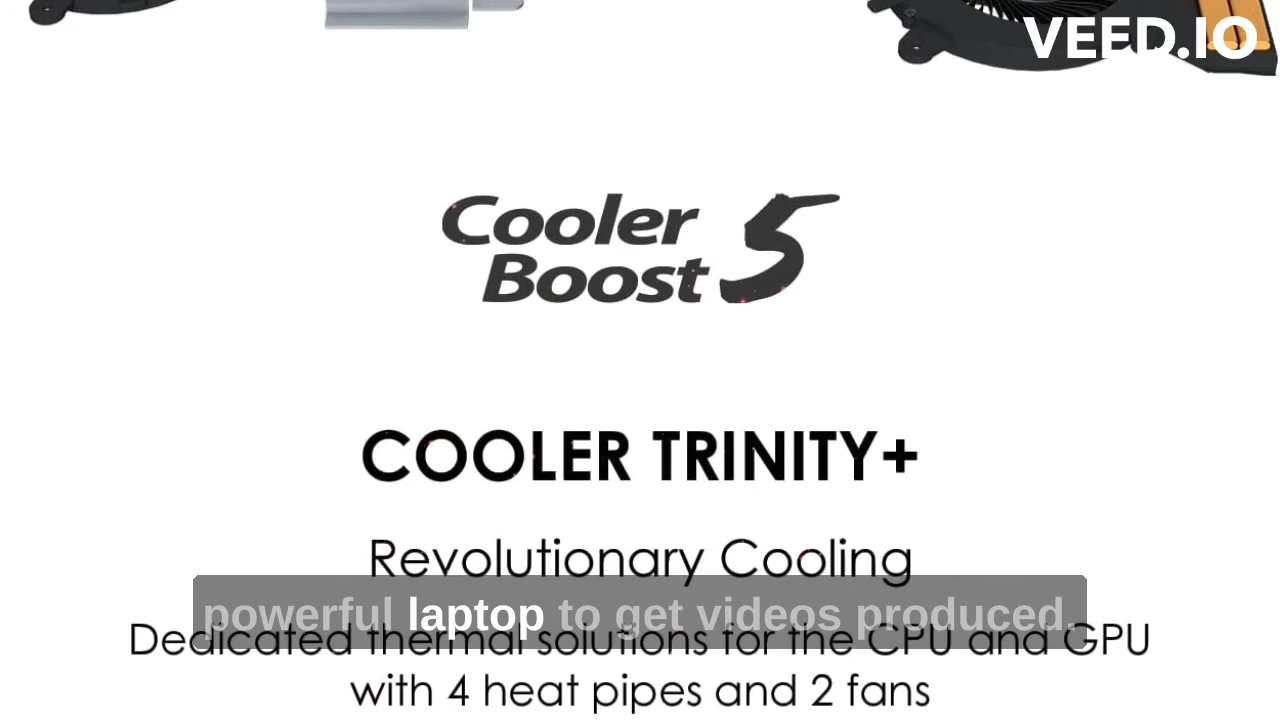 VEED.IO
Cooler
Boost 5
COOLER TRINITY+
Revolutionary Cooling
powerful laptop to get videos produced.
Dedicated thermal solutions for the CPU and GPU
with 4 heat pipes and 2 fans